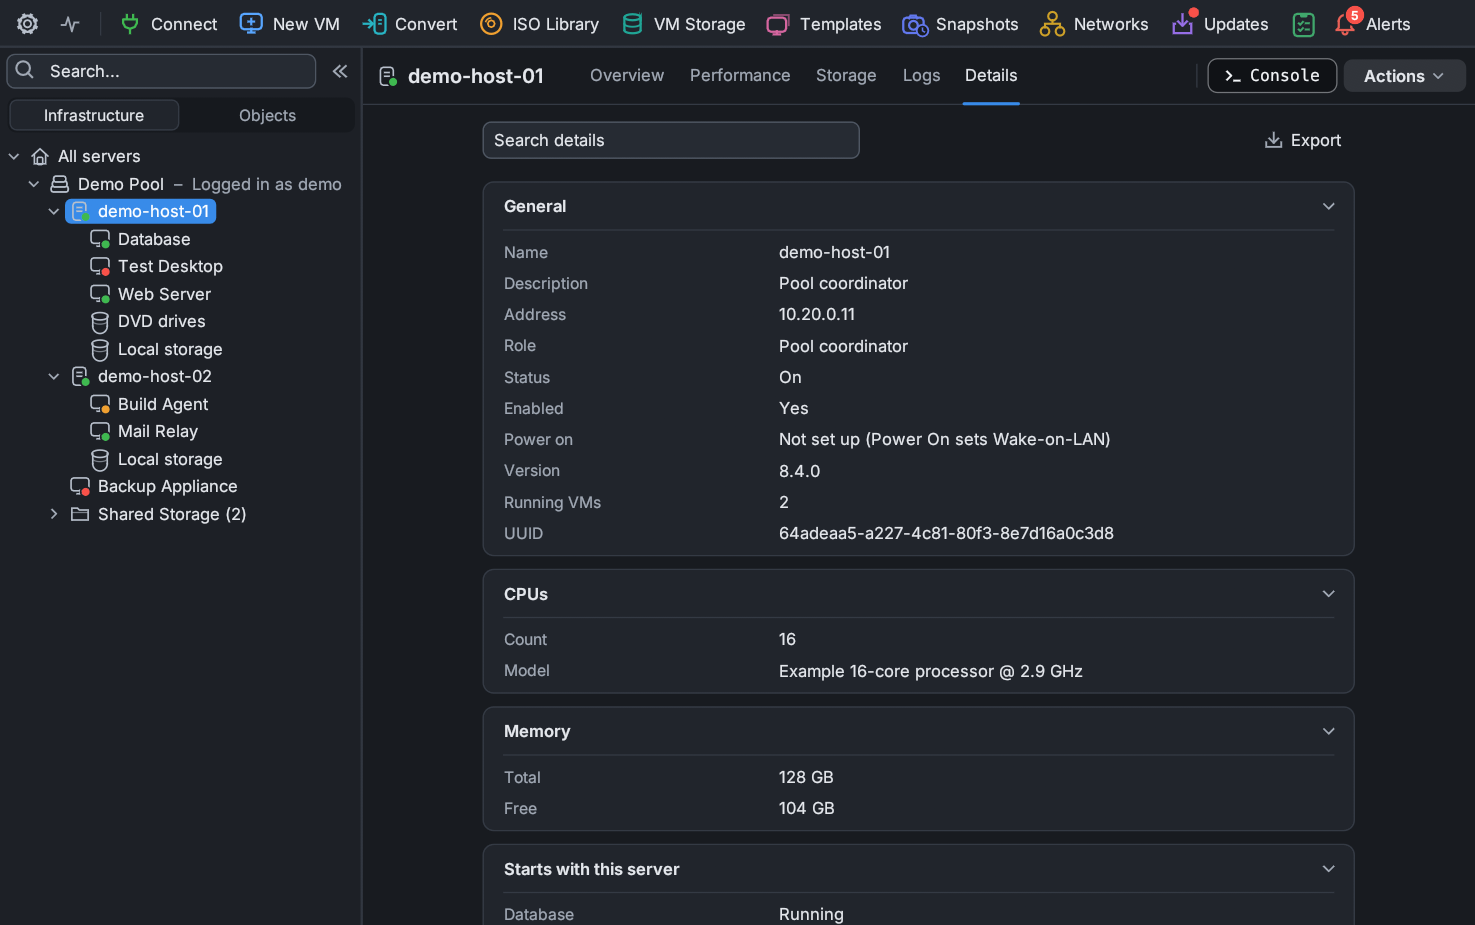 Connect New VM Convert ISO Library VM Storage Templates Snapshots Networks Updates 5 Alerts
Search...
demo-host-01 Overview Performance Storage Logs Details >_ Console Actions
Infrastructure Objects
All servers
Demo Pool – Logged in as demo
demo-host-01
Database
Test Desktop
Web Server
DVD drives
Local storage
demo-host-02
Build Agent
Mail Relay
Local storage
Backup Appliance
Shared Storage (2)
Search details Export
General
Name demo-host-01
Description Pool coordinator
Address 10.20.0.11
Role Pool coordinator
Status On
Enabled Yes
Power on Not set up (Power On sets Wake-on-LAN)
Version 8.4.0
Running VMs 2
UUID 64adeaa5-a227-4c81-80f3-8e7d16a0c3d8
CPUs
Count 16
Model Example 16-core processor @ 2.9 GHz
Memory
Total 128 GB
Free 104 GB
Starts with this server
Database Running